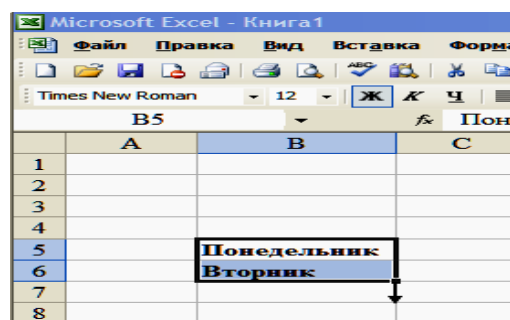 Microsoft Excel - Книга1
Файл Правка Вид Вставка Форма
Times New Roman 12 Ж К Ч
B5 fx Пон
A B C
1
2
3
4
5 Понедельник
6 Вторник
7
8